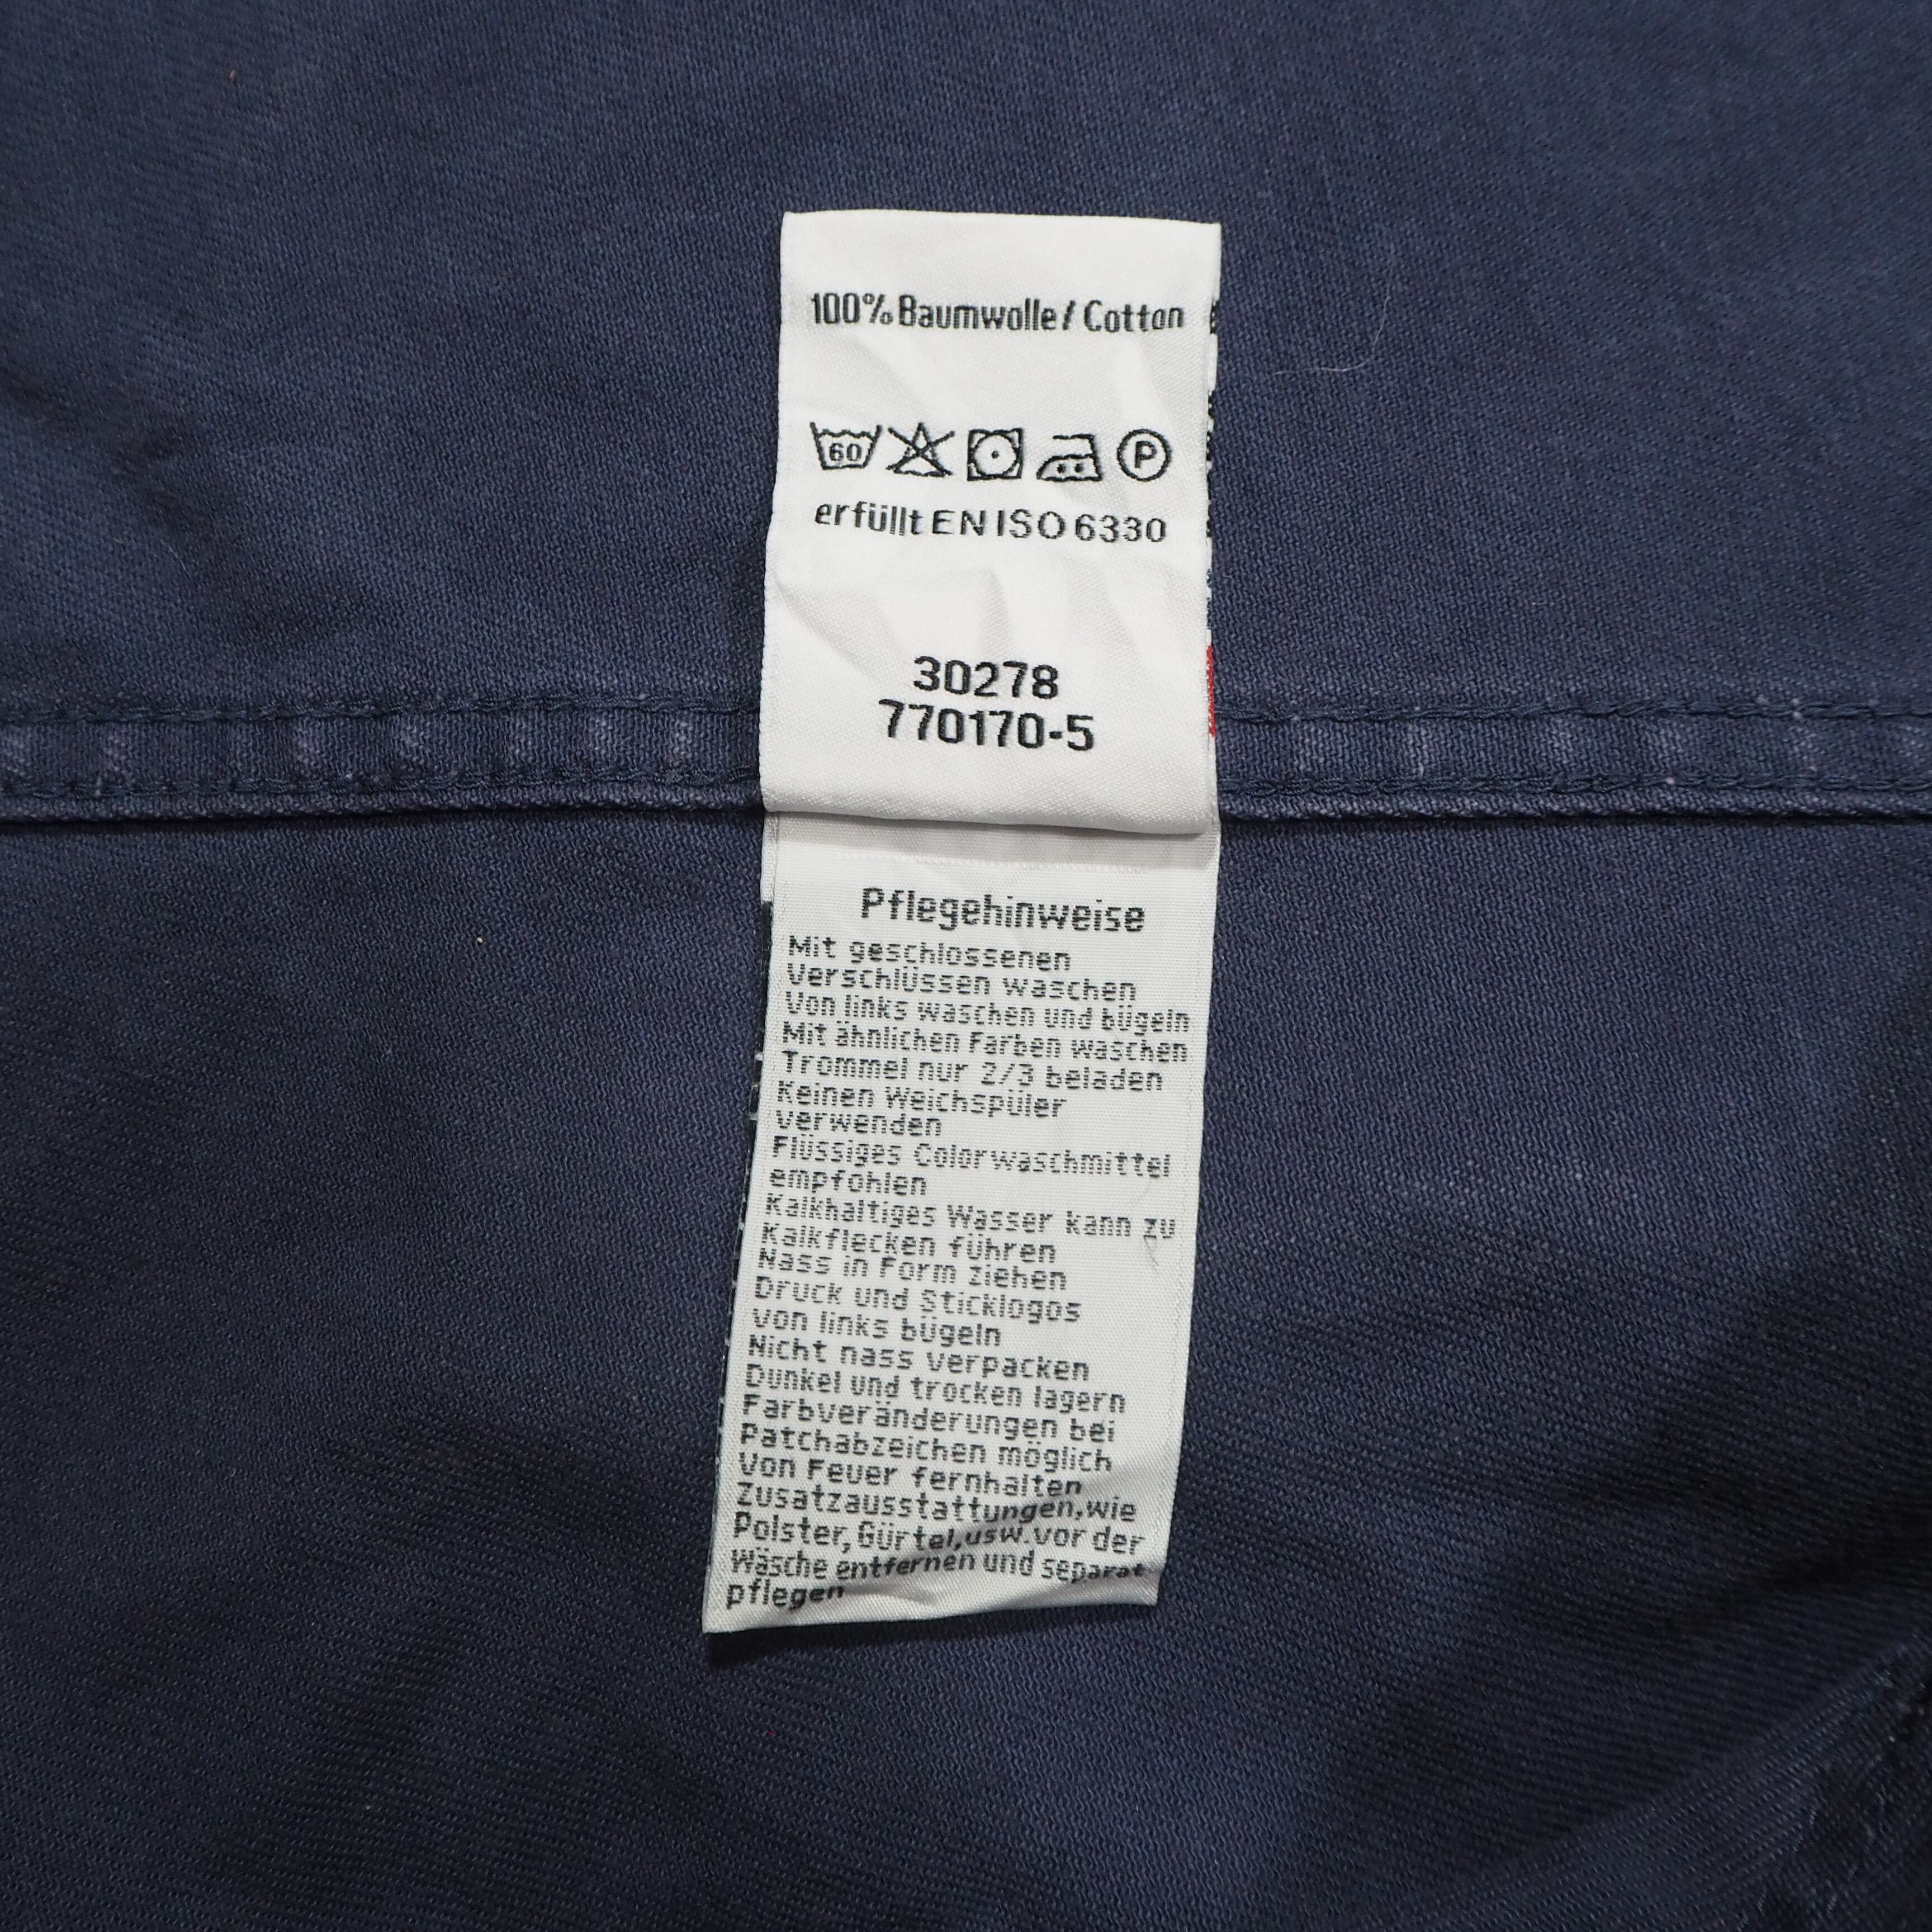 100% Baumwolle / Cotton
60 P
erfüllt EN ISO 6330
30278
770170-5
Pflegehinweise
Mit geschlossenen
Verschlüssen waschen
Von links waschen und bügeln
Mit ähnlichen Farben waschen
Trommel nur 2/3 beladen
Keinen Weichspüler
verwenden
Flüssiges Colorwaschmittel
empfohlen
Kalkhaltiges Wasser kann zu
Kalkflecken führen
Nass in Form ziehen
Druck und Sticklogos
von links bügeln
Nicht nass verpacken
Dunkel und trocken lagern
Farbveränderungen bei
Patchabzeichen möglich
Von Feuer fernhalten
Zusatzausstattungen, wie
Polster, Gürtel, usw. vor der
Wäsche entfernen und separat
pflegen